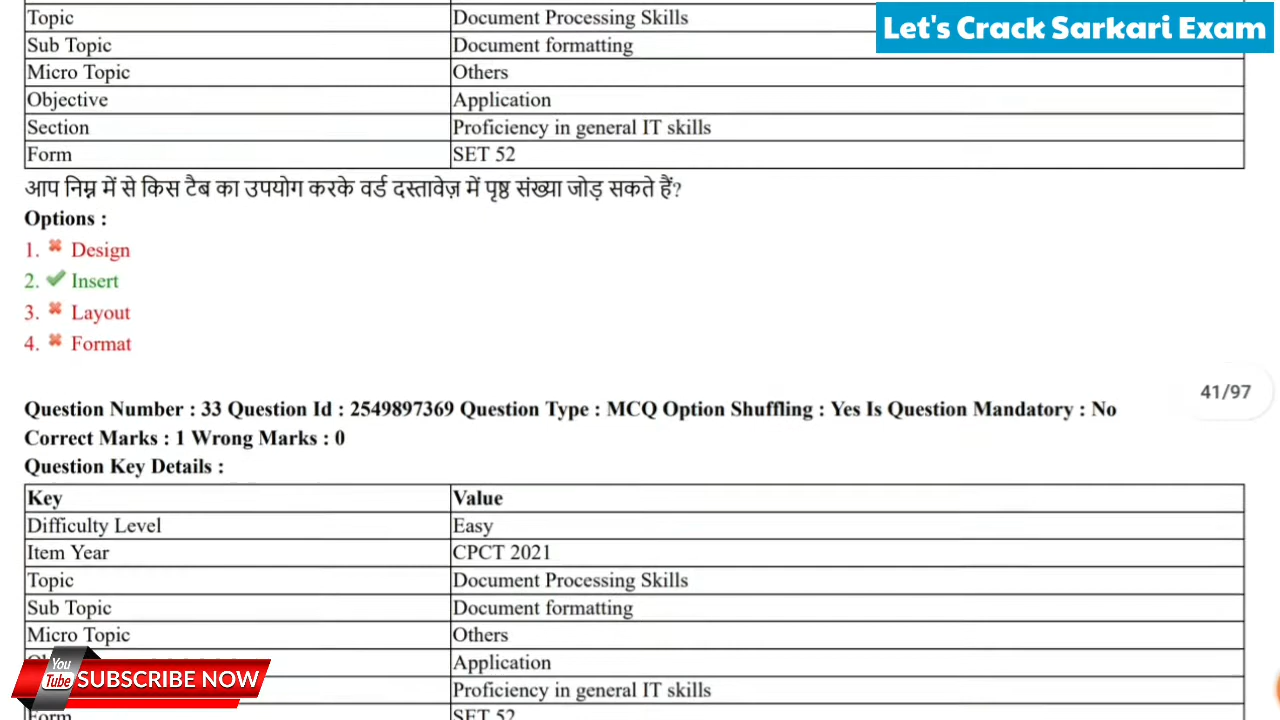 Let's Crack Sarkari Exam
Topic Document Processing Skills
Sub Topic Document formatting
Micro Topic Others
Objective Application
Section Proficiency in general IT skills
Form SET 52
आप निम्न में से किस टैब का उपयोग करके वर्ड दस्तावेज़ में पृष्ठ संख्या जोड़ सकते हैं?
Options :
1. Design
2. Insert
3. Layout
4. Format
41/97
Question Number : 33 Question Id : 2549897369 Question Type : MCQ Option Shuffling : Yes Is Question Mandatory : No
Correct Marks : 1 Wrong Marks : 0
Question Key Details :
Key Value
Difficulty Level Easy
Item Year CPCT 2021
Topic Document Processing Skills
Sub Topic Document formatting
Micro Topic Others
Application
You Tube SUBSCRIBE NOW
Proficiency in general IT skills
Form SET 52